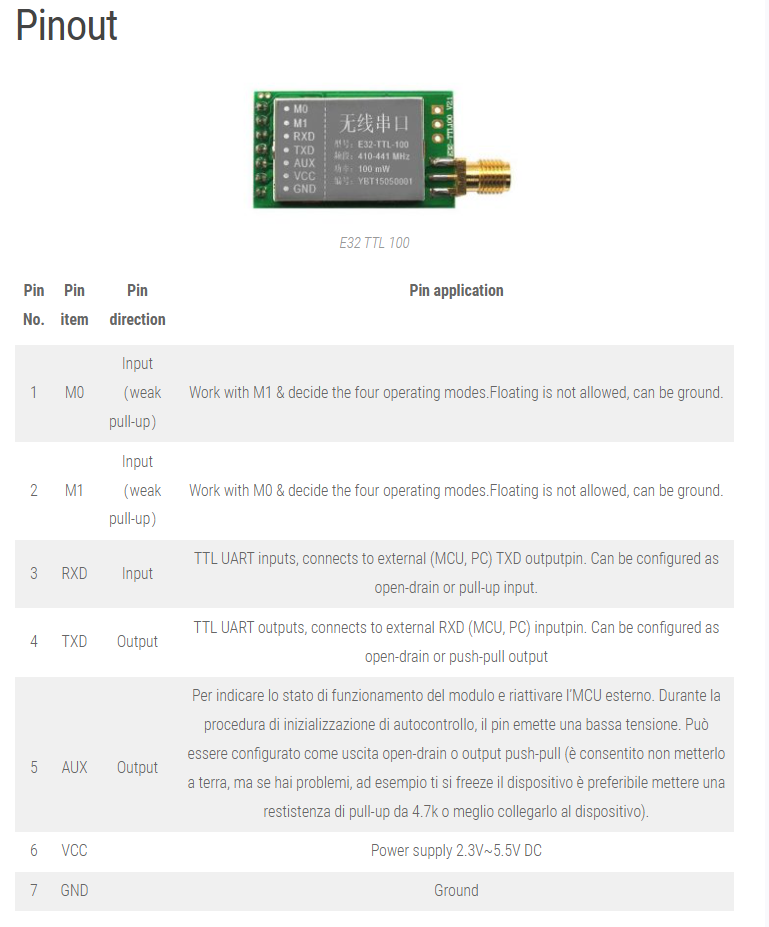 Pinout
M0
M1
RXD
TXD
AUX
VCC
GND
无线串口
型号: E32-TTL-100
频段: 410-441 MHz
功率: 100 mW
编号: YBT15050001
E32-TTL100 V2.1
E32 TTL 100
Pin No. Pin item Pin direction Pin application
1 M0 Input （weak pull-up） Work with M1 & decide the four operating modes.Floating is not allowed, can be ground.
2 M1 Input （weak pull-up） Work with M0 & decide the four operating modes.Floating is not allowed, can be ground.
3 RXD Input TTL UART inputs, connects to external (MCU, PC) TXD outputpin. Can be configured as
open-drain or pull-up input.
4 TXD Output TTL UART outputs, connects to external RXD (MCU, PC) inputpin. Can be configured as
open-drain or push-pull output
5 AUX Output Per indicare lo stato di funzionamento del modulo e riattivare l’MCU esterno. Durante la
procedura di inizializzazione di autocontrollo, il pin emette una bassa tensione. Può
essere configurato come uscita open-drain o output push-pull (è consentito non metterlo
a terra, ma se hai problemi, ad esempio ti si freeze il dispositivo è preferibile mettere una
restistenza di pull-up da 4.7k o meglio collegarlo al dispositivo).
6 VCC Power supply 2.3V~5.5V DC
7 GND Ground